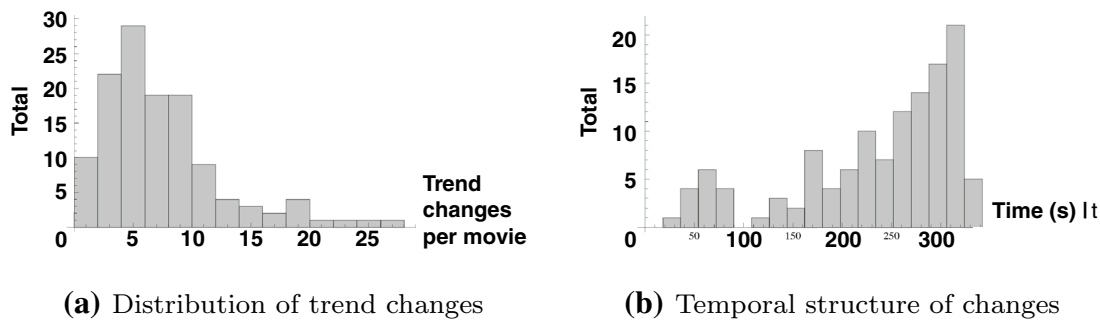 30
25
20
15
10
5
0
Total
5 10 15 20 25
Trend
changes
per movie
20
15
10
5
0
Total
50 100 150 200 250 300
Time (s) lt
(a) Distribution of trend changes
(b) Temporal structure of changes